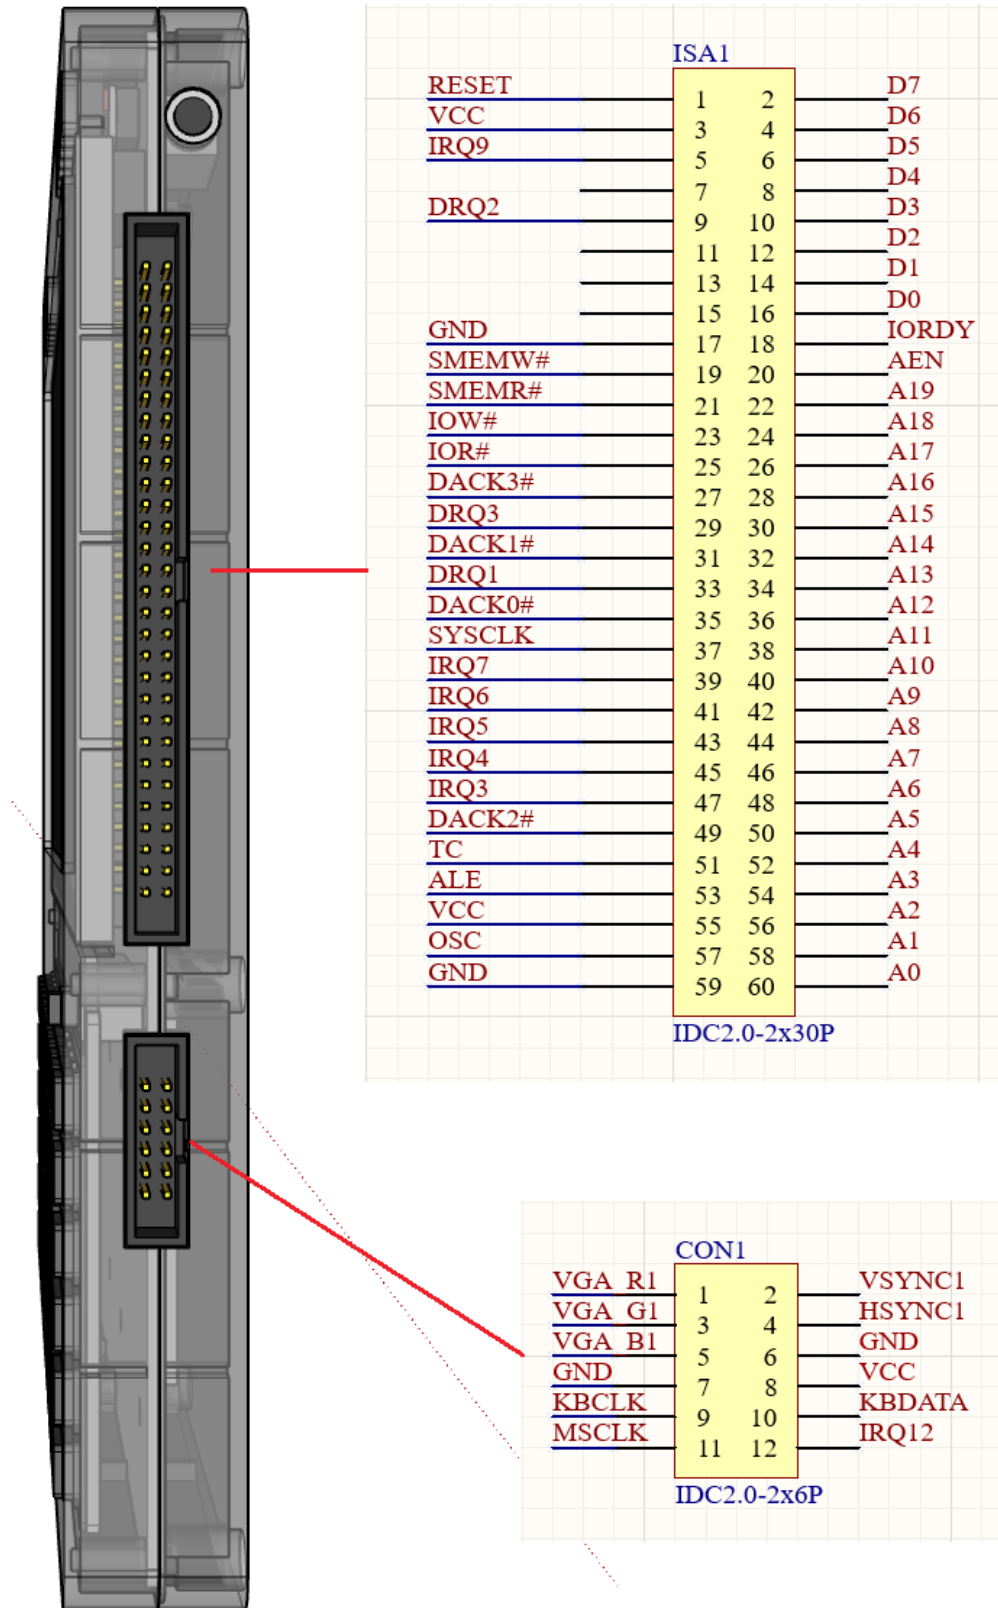 ISA1
RESET 1 2 D7
VCC 3 4 D6
IRQ9 5 6 D5
7 8 D4
DRQ2 9 10 D3
11 12 D2
13 14 D1
15 16 D0
GND 17 18 IORDY
SMEMW# 19 20 AEN
SMEMR# 21 22 A19
IOW# 23 24 A18
IOR# 25 26 A17
DACK3# 27 28 A16
DRQ3 29 30 A15
DACK1# 31 32 A14
DRQ1 33 34 A13
DACK0# 35 36 A12
SYSCLK 37 38 A11
IRQ7 39 40 A10
IRQ6 41 42 A9
IRQ5 43 44 A8
IRQ4 45 46 A7
IRQ3 47 48 A6
DACK2# 49 50 A5
TC 51 52 A4
ALE 53 54 A3
VCC 55 56 A2
OSC 57 58 A1
GND 59 60 A0
IDC2.0-2x30P
CON1
VGA_R1 1 2 VSYNC1
VGA_G1 3 4 HSYNC1
VGA_B1 5 6 GND
GND 7 8 VCC
KBCLK 9 10 KBDATA
MSCLK 11 12 IRQ12
IDC2.0-2x6P